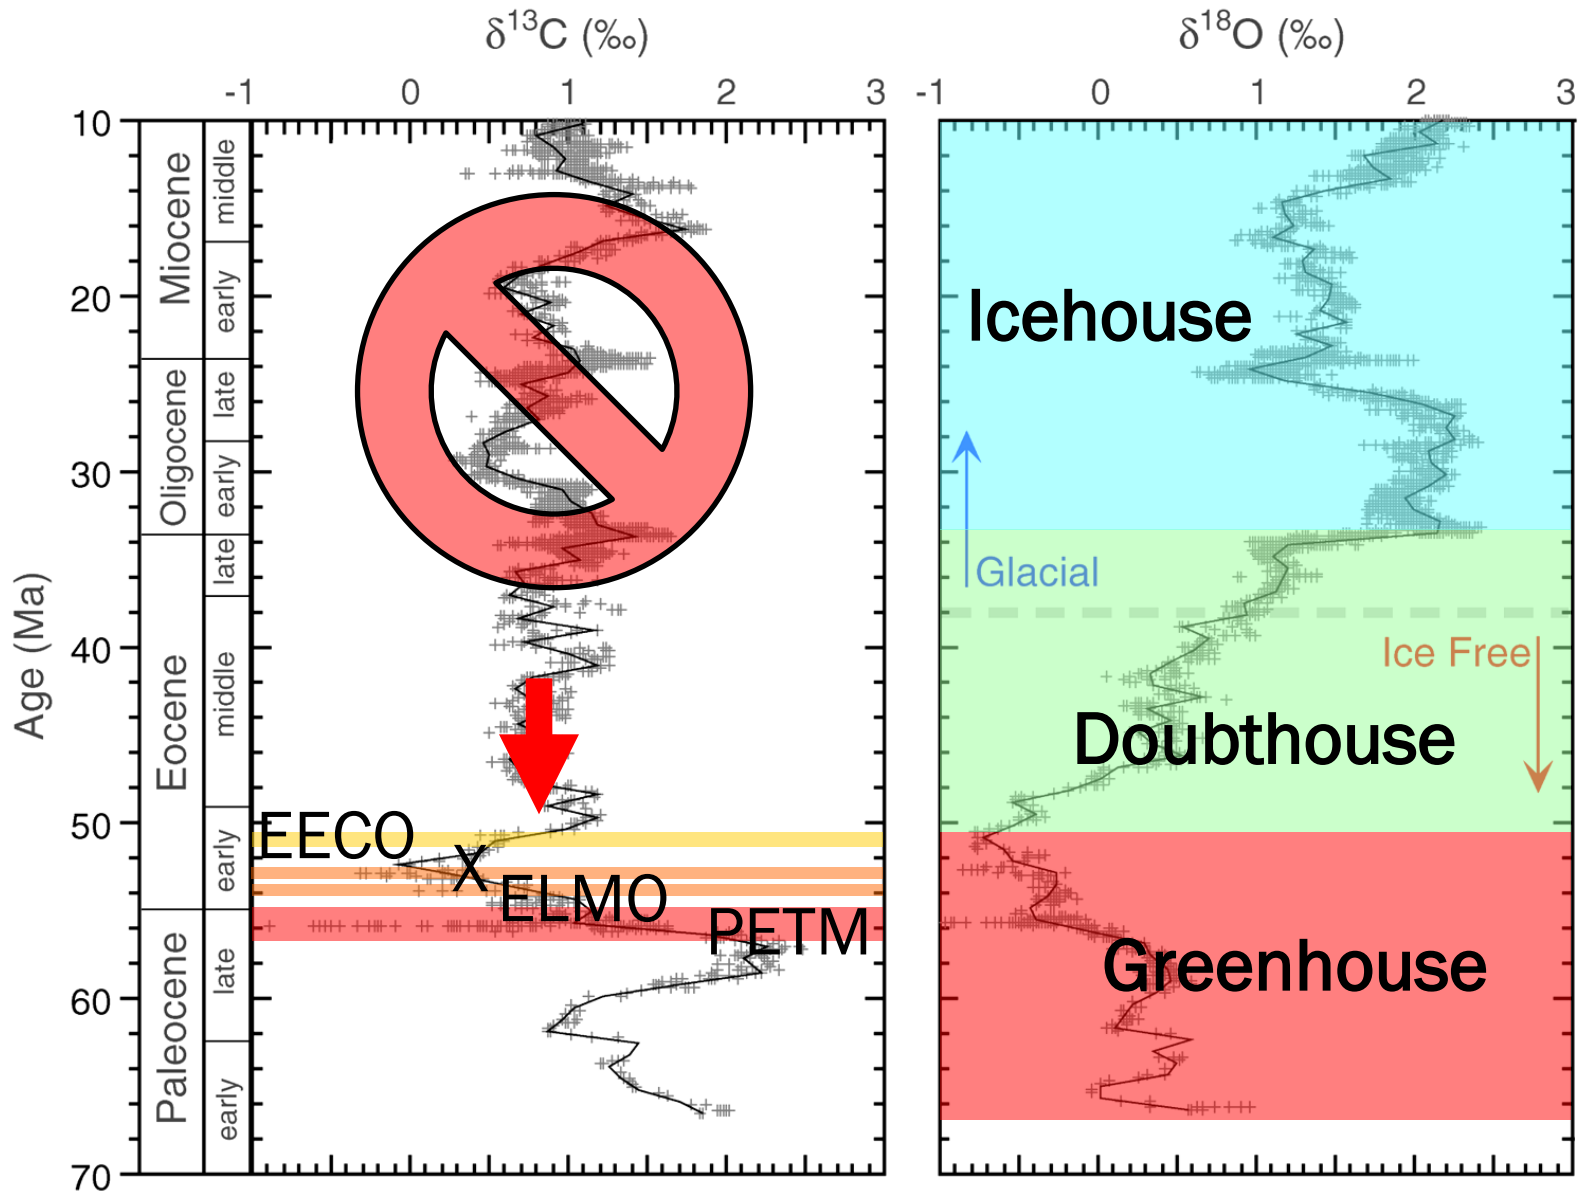 δ¹³C (‰)
δ¹⁸O (‰)
-1 0 1 2 3
-1 0 1 2 3
Age (Ma)
10
20
30
40
50
60
70
Miocene
middle
early
Oligocene
late
early
Eocene
late
middle
early
Paleocene
late
early
EECO
X
ELMO
PETM
Icehouse
Glacial
Ice Free
Doubthouse
Greenhouse